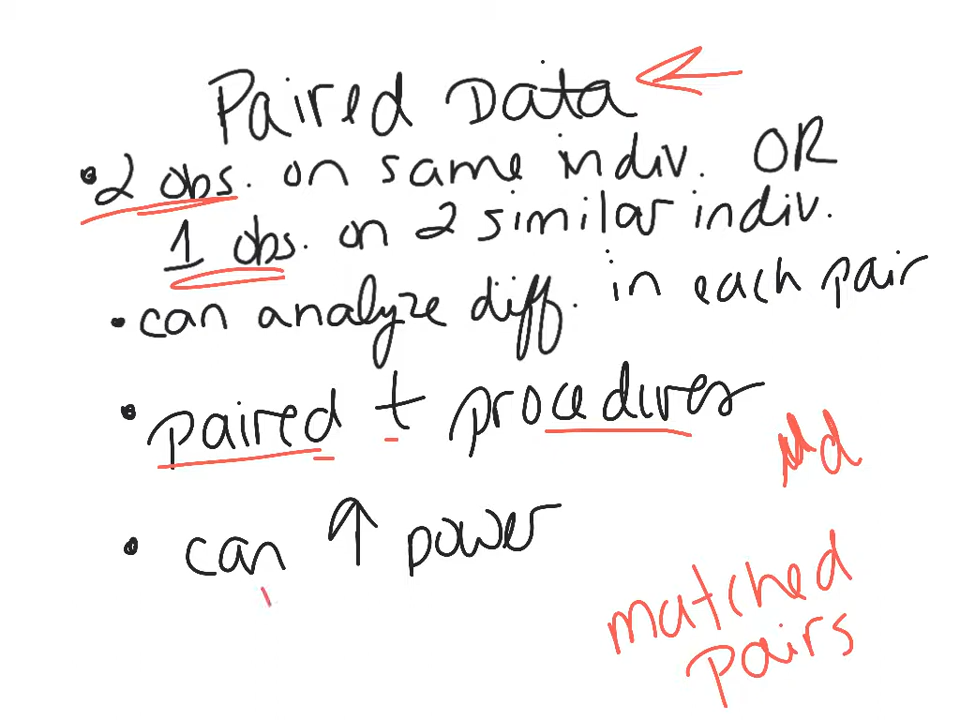 Paired Data
• 2 obs. on same indiv. OR
1 obs. on 2 similar indiv.
• can analyze diff. in each pair
• paired t procedures
μd
• can ↑ power
matched
pairs